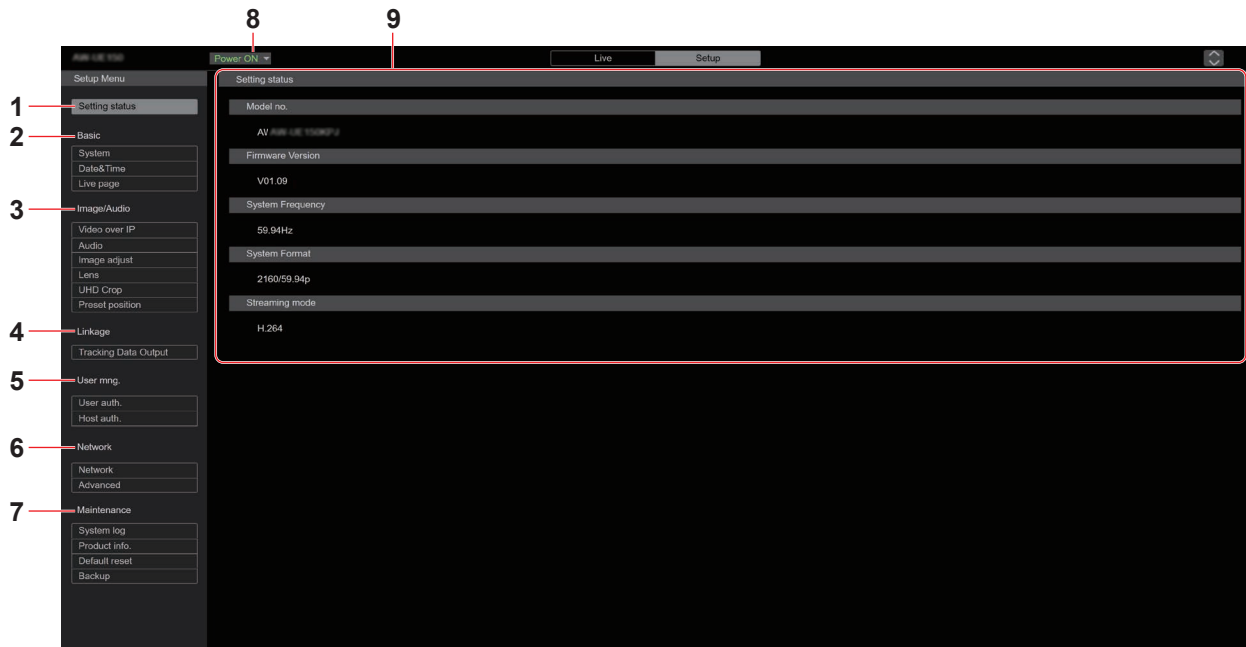 8 9
AW-UE150 Power ON Live Setup
Setup Menu
Setting status
1 Setting status
2 Basic
System
Date&Time
Live page
3 Image/Audio
Video over IP
Audio
Image adjust
Lens
UHD Crop
Preset position
4 Linkage
Tracking Data Output
5 User mng.
User auth.
Host auth.
6 Network
Network
Advanced
7 Maintenance
System log
Product info.
Default reset
Backup
Model no.
Firmware Version
V01.09
System Frequency
59.94Hz
System Format
2160/59.94p
Streaming mode
H.264